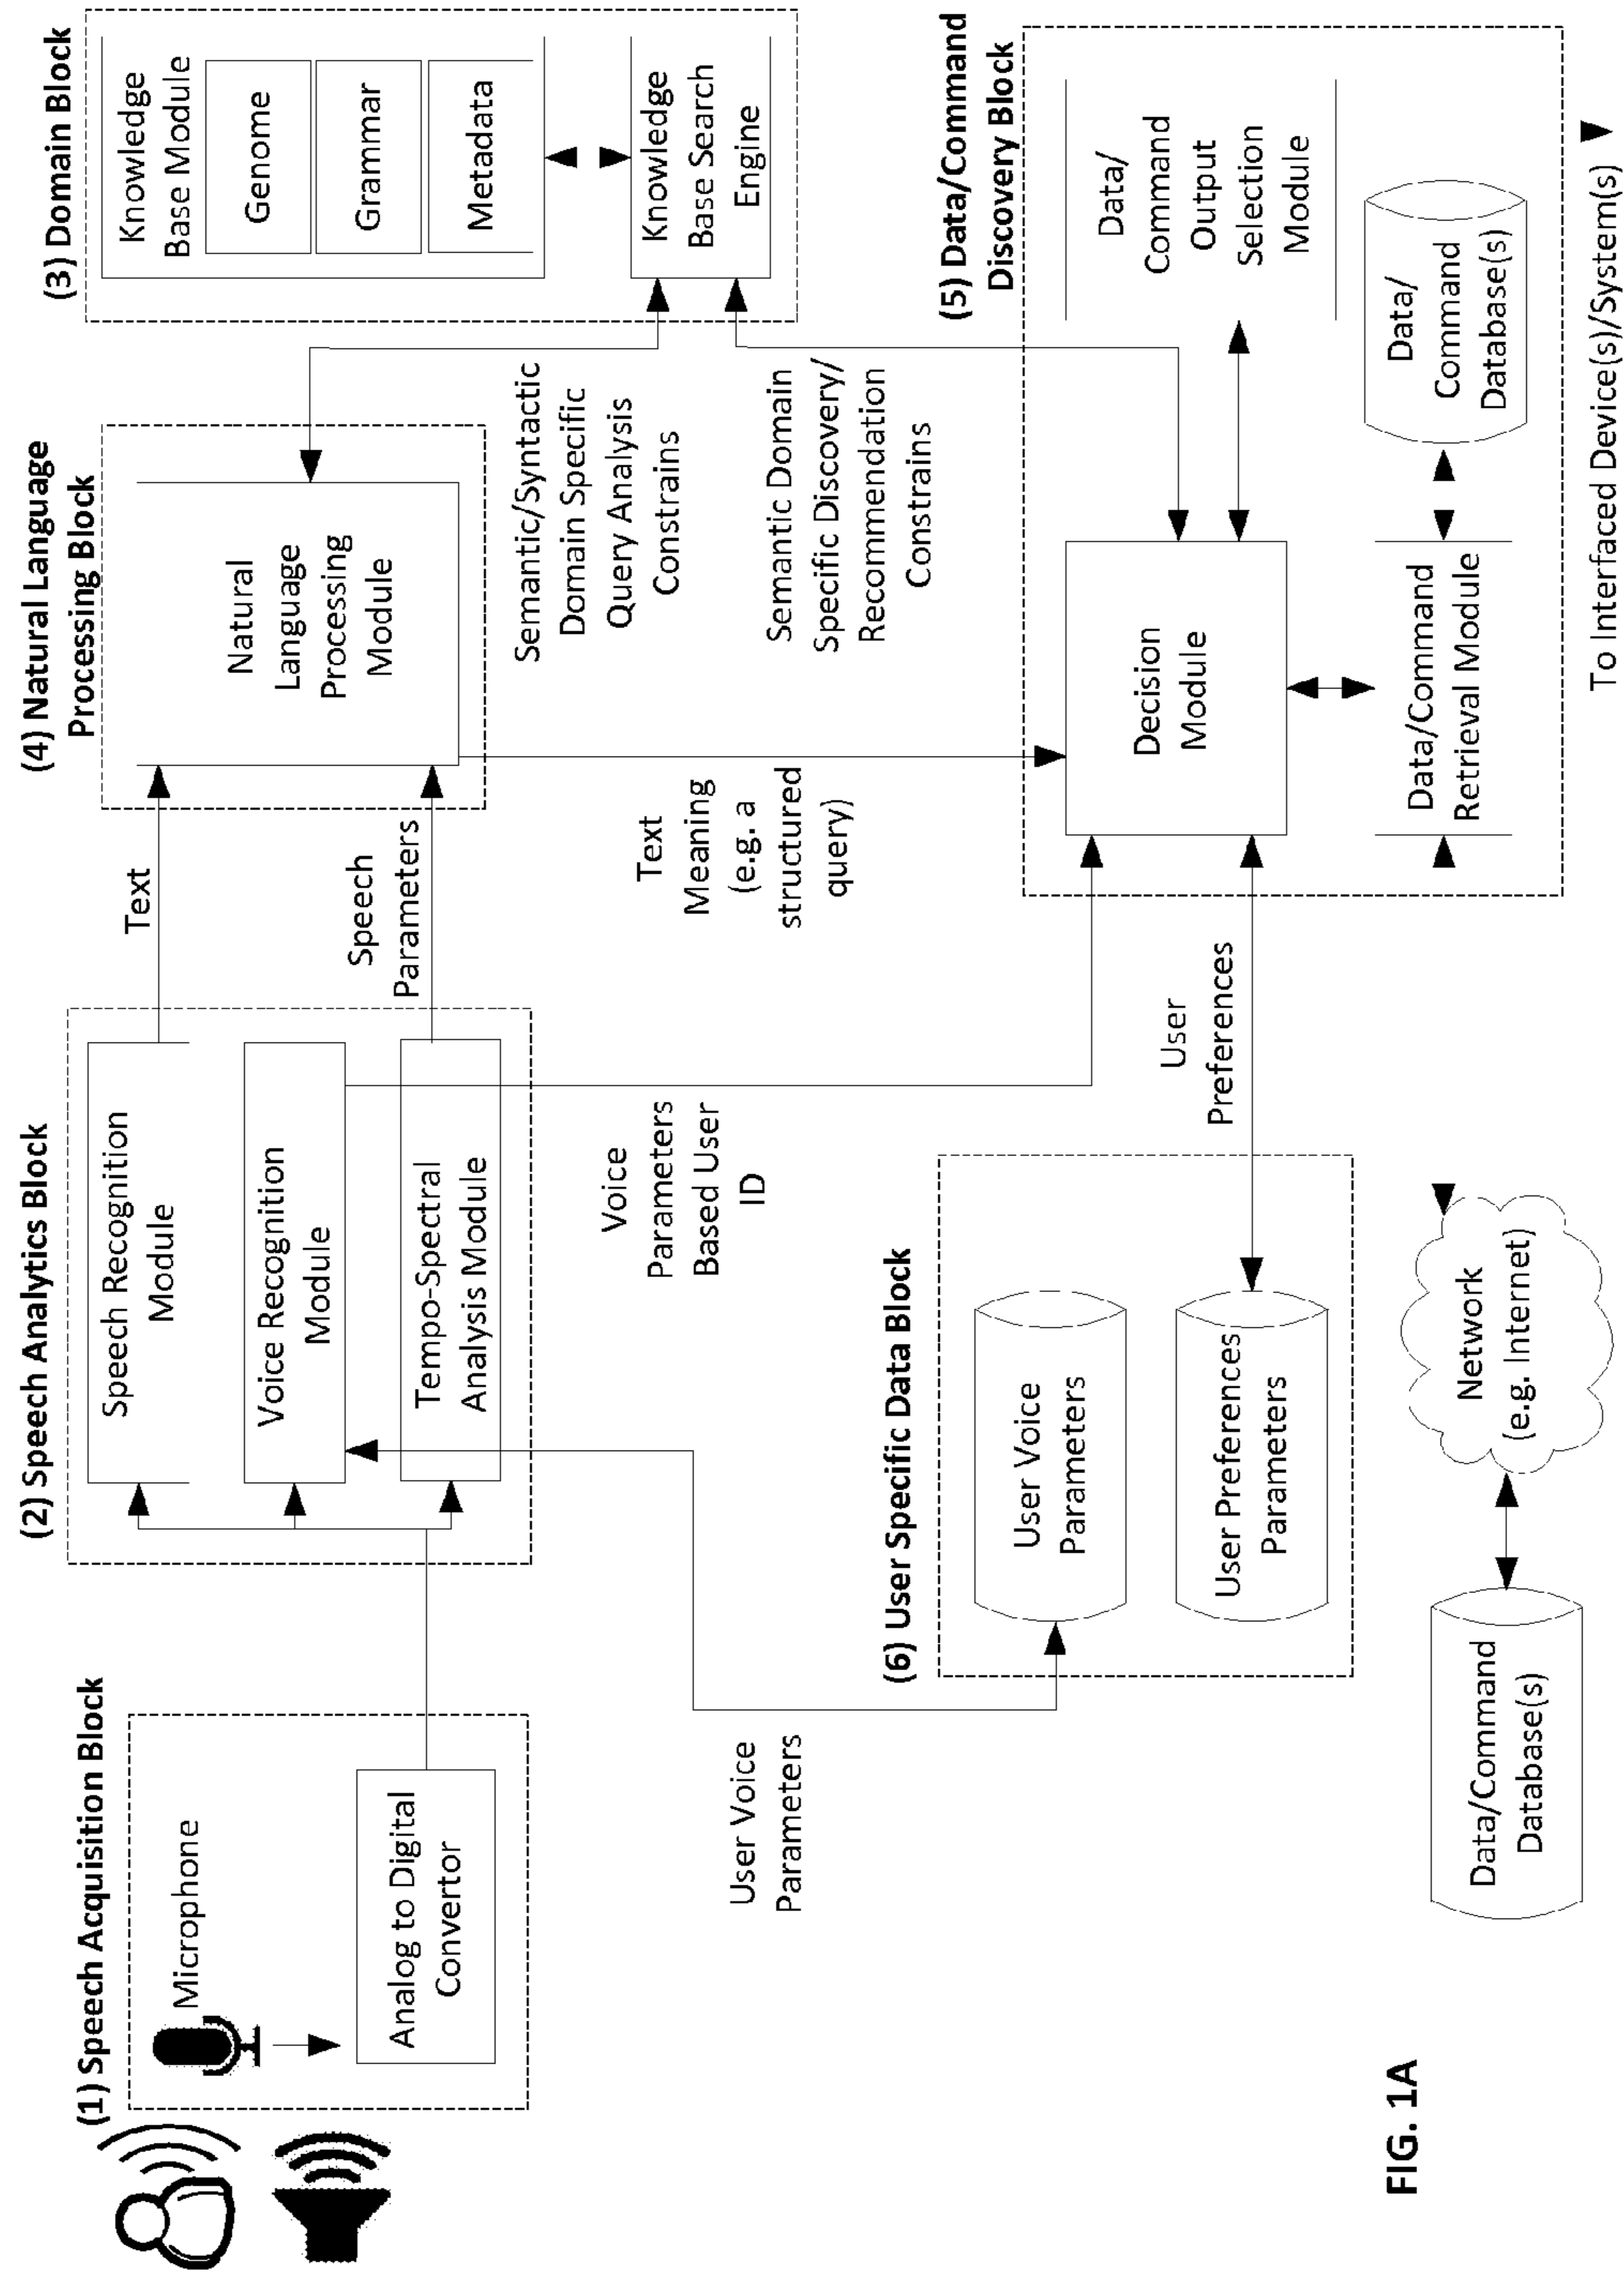 (1) Speech Acquisition Block
Microphone
Analog to Digital
Convertor
(2) Speech Analytics Block
Speech Recognition
Module
Voice Recognition
Module
Tempo-Spectral
Analysis Module
Text
Speech
Parameters
(4) Natural Language
Processing Block
Natural
Language
Processing
Module
(3) Domain Block
Knowledge
Base Module
Genome
Grammar
Metadata
Knowledge
Base Search
Engine
Semantic/Syntactic
Domain Specific
Query Analysis
Constrains
Semantic Domain
Specific Discovery/
Recommendation
Constrains
Text
Meaning
(e.g. a
structured
query)
Voice
Parameters
Based User
ID
User Voice
Parameters
(6) User Specific Data Block
User Voice
Parameters
User Preferences
Parameters
User
Preferences
(5) Data/Command
Discovery Block
Decision
Module
Data/
Command
Output
Selection
Module
Data/Command
Retrieval Module
Data/
Command
Database(s)
Data/Command
Database(s)
Network
(e.g. Internet)
To Interfaced Device(s)/System(s)
FIG. 1A